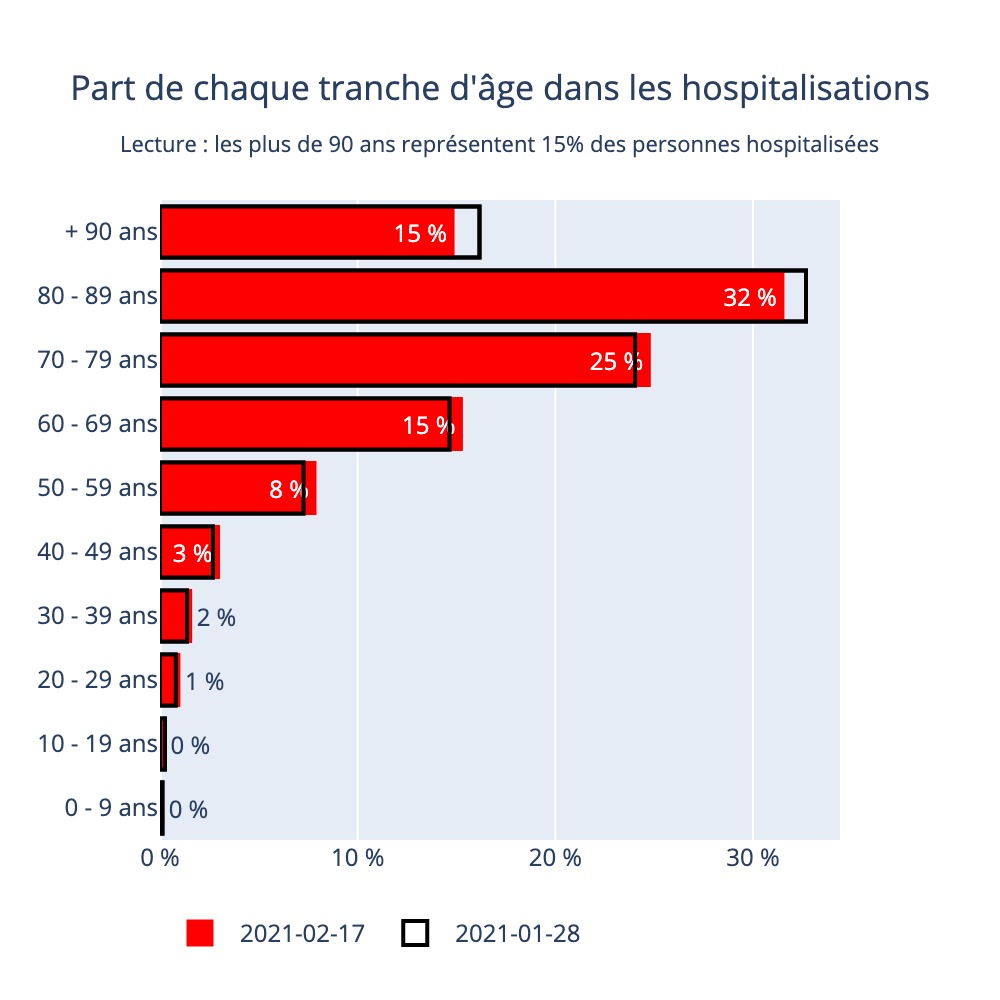 Part de chaque tranche d'âge dans les hospitalisations
Lecture : les plus de 90 ans représentent 15% des personnes hospitalisées
+ 90 ans 15 %
80 - 89 ans 32 %
70 - 79 ans 25 %
60 - 69 ans 15 %
50 - 59 ans 8 %
40 - 49 ans 3 %
30 - 39 ans 2 %
20 - 29 ans 1 %
10 - 19 ans 0 %
0 - 9 ans 0 %
0 % 10 % 20 % 30 %
2021-02-17 2021-01-28